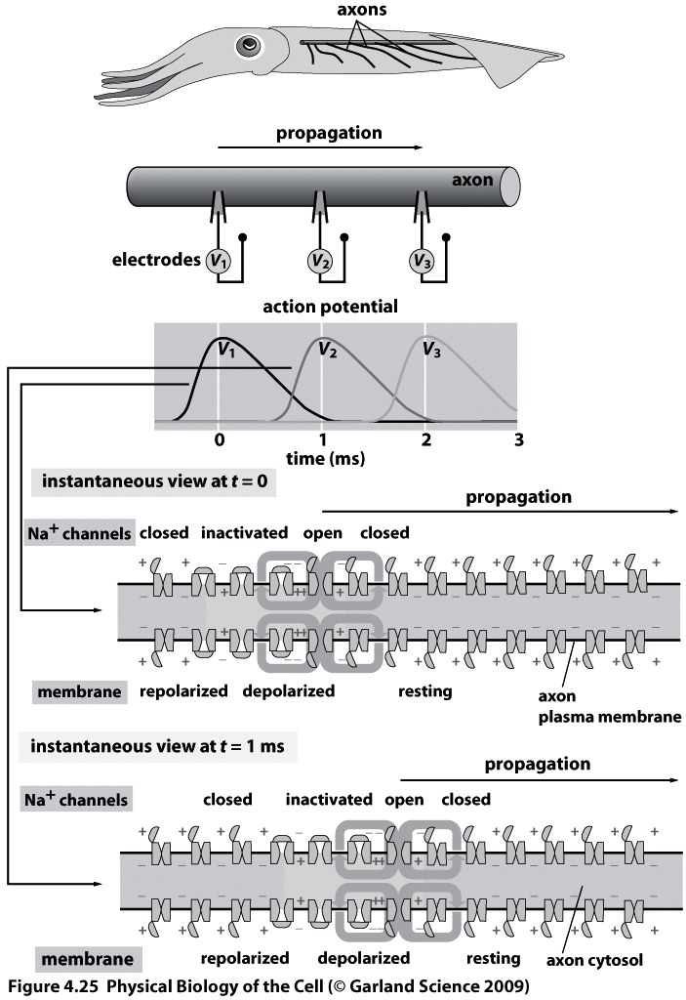 axons
propagation
axon
electrodes V1 V2 V3
action potential
V1 V2 V3
0 1 2 3
time (ms)
instantaneous view at t = 0
propagation
Na+ channels closed inactivated open closed
membrane repolarized depolarized resting
axon
plasma membrane
instantaneous view at t = 1 ms
propagation
Na+ channels closed inactivated open closed
membrane repolarized depolarized resting axon cytosol
Figure 4.25 Physical Biology of the Cell (© Garland Science 2009)